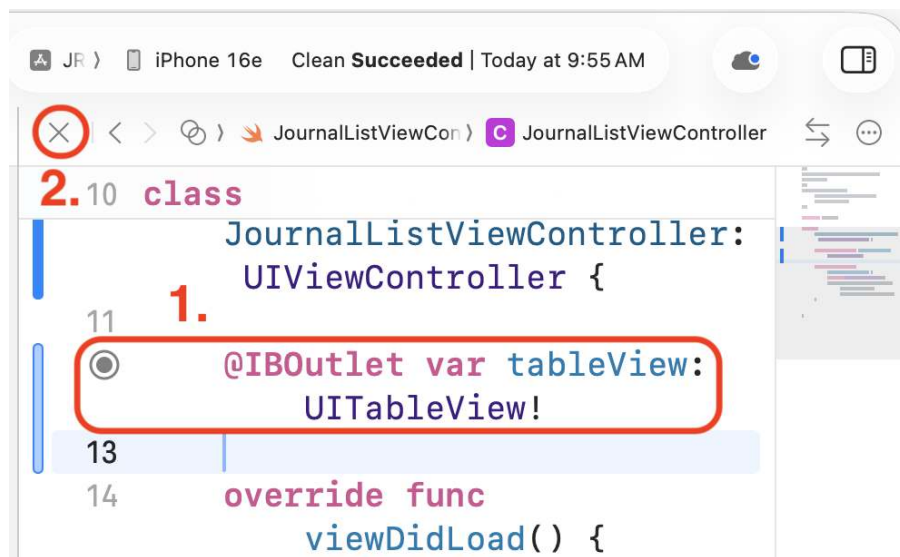 JR iPhone 16e Clean Succeeded | Today at 9:55 AM
JournalListViewCon C JournalListViewController
2. 10 class
JournalListViewController:
UIViewController {
11 1.
@IBOutlet var tableView:
UITableView!
13
14 override func
viewDidLoad() {